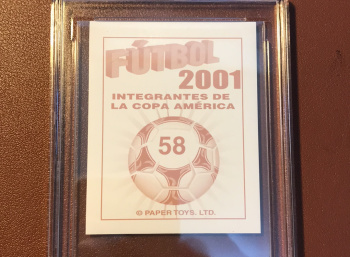 FÚTBOL
2001
INTEGRANTES DE
LA COPA AMÉRICA
58
© PAPER TOYS. LTD.